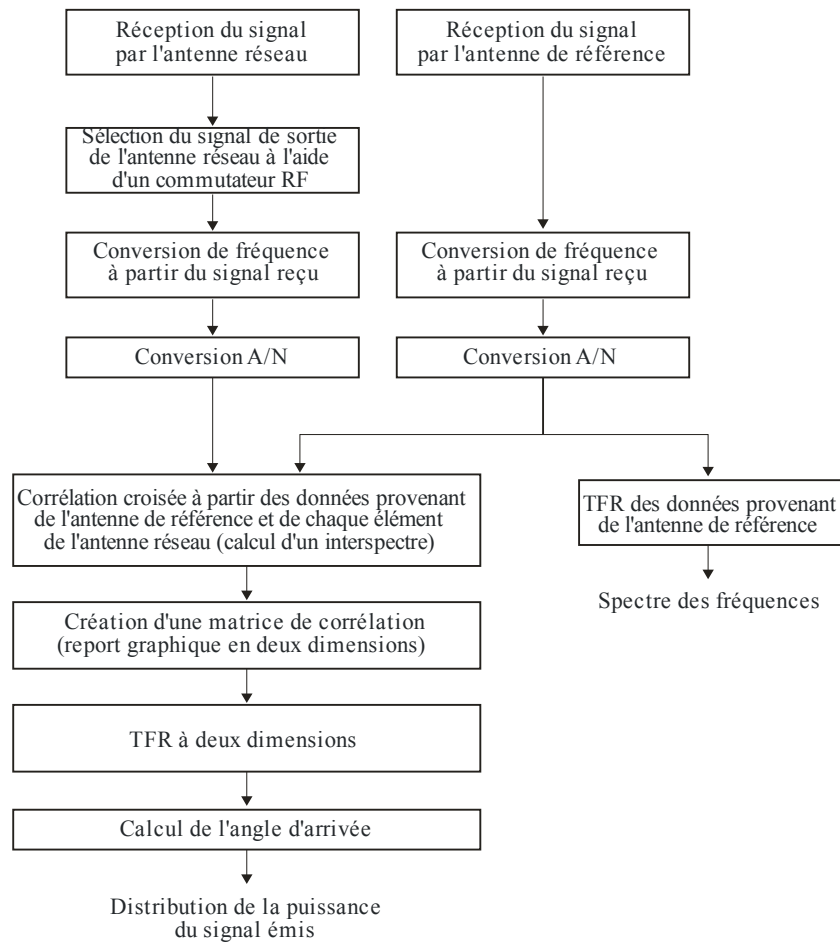 Réception du signal
par l'antenne réseau
Réception du signal
par l'antenne de référence
Sélection du signal de sortie
de l'antenne réseau à l'aide
d'un commutateur RF
Conversion de fréquence
à partir du signal reçu
Conversion de fréquence
à partir du signal reçu
Conversion A/N
Conversion A/N
Corrélation croisée à partir des données provenant
de l'antenne de référence et de chaque élément
de l'antenne réseau (calcul d'un interspectre)
TFR des données provenant
de l'antenne de référence
Spectre des fréquences
Création d'une matrice de corrélation
(report graphique en deux dimensions)
TFR à deux dimensions
Calcul de l'angle d'arrivée
Distribution de la puissance
du signal émis